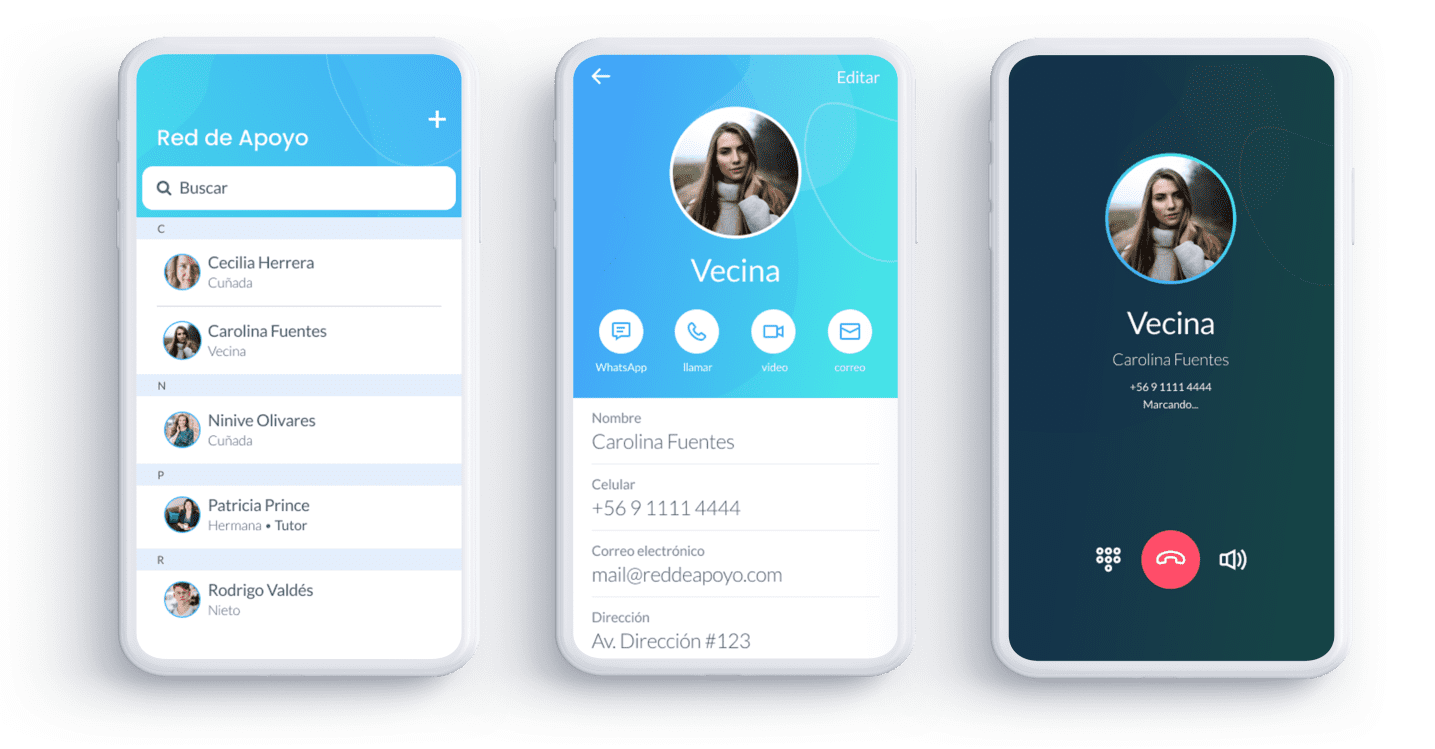 Red de Apoyo
Buscar
C
Cecilia Herrera
Cuñada
Carolina Fuentes
Vecina
N
Ninive Olivares
Cuñada
P
Patricia Prince
Hermana • Tutor
R
Rodrigo Valdés
Nieto
Editar
Vecina
WhatsApp llamar video correo
Nombre
Carolina Fuentes
Celular
+56 9 1111 4444
Correo electrónico
mail@reddeapoyo.com
Dirección
Av. Dirección #123
Vecina
Carolina Fuentes
+56 9 1111 4444
Marcando...